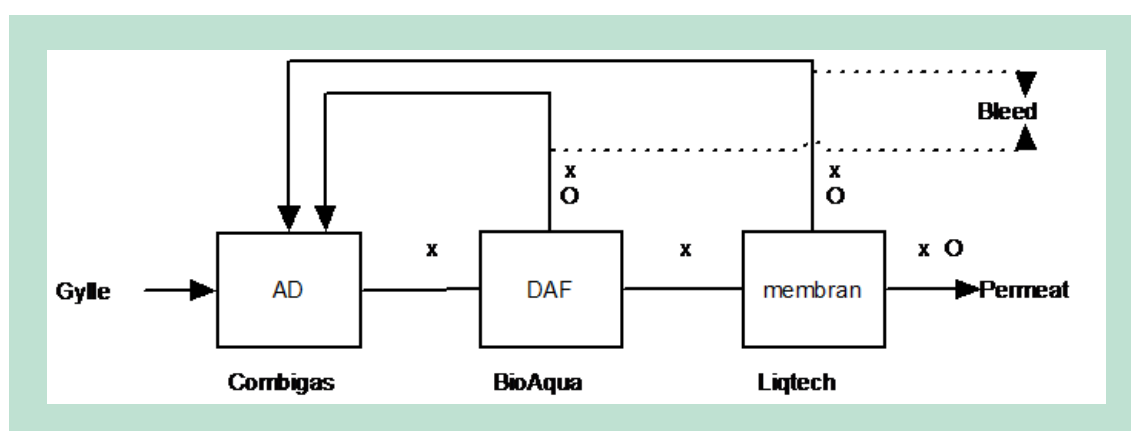 Bleed
x
O
x
O
x
x
x O
Gylle
AD
DAF
membran
Permeat
Combigas
BioAqua
Liqtech